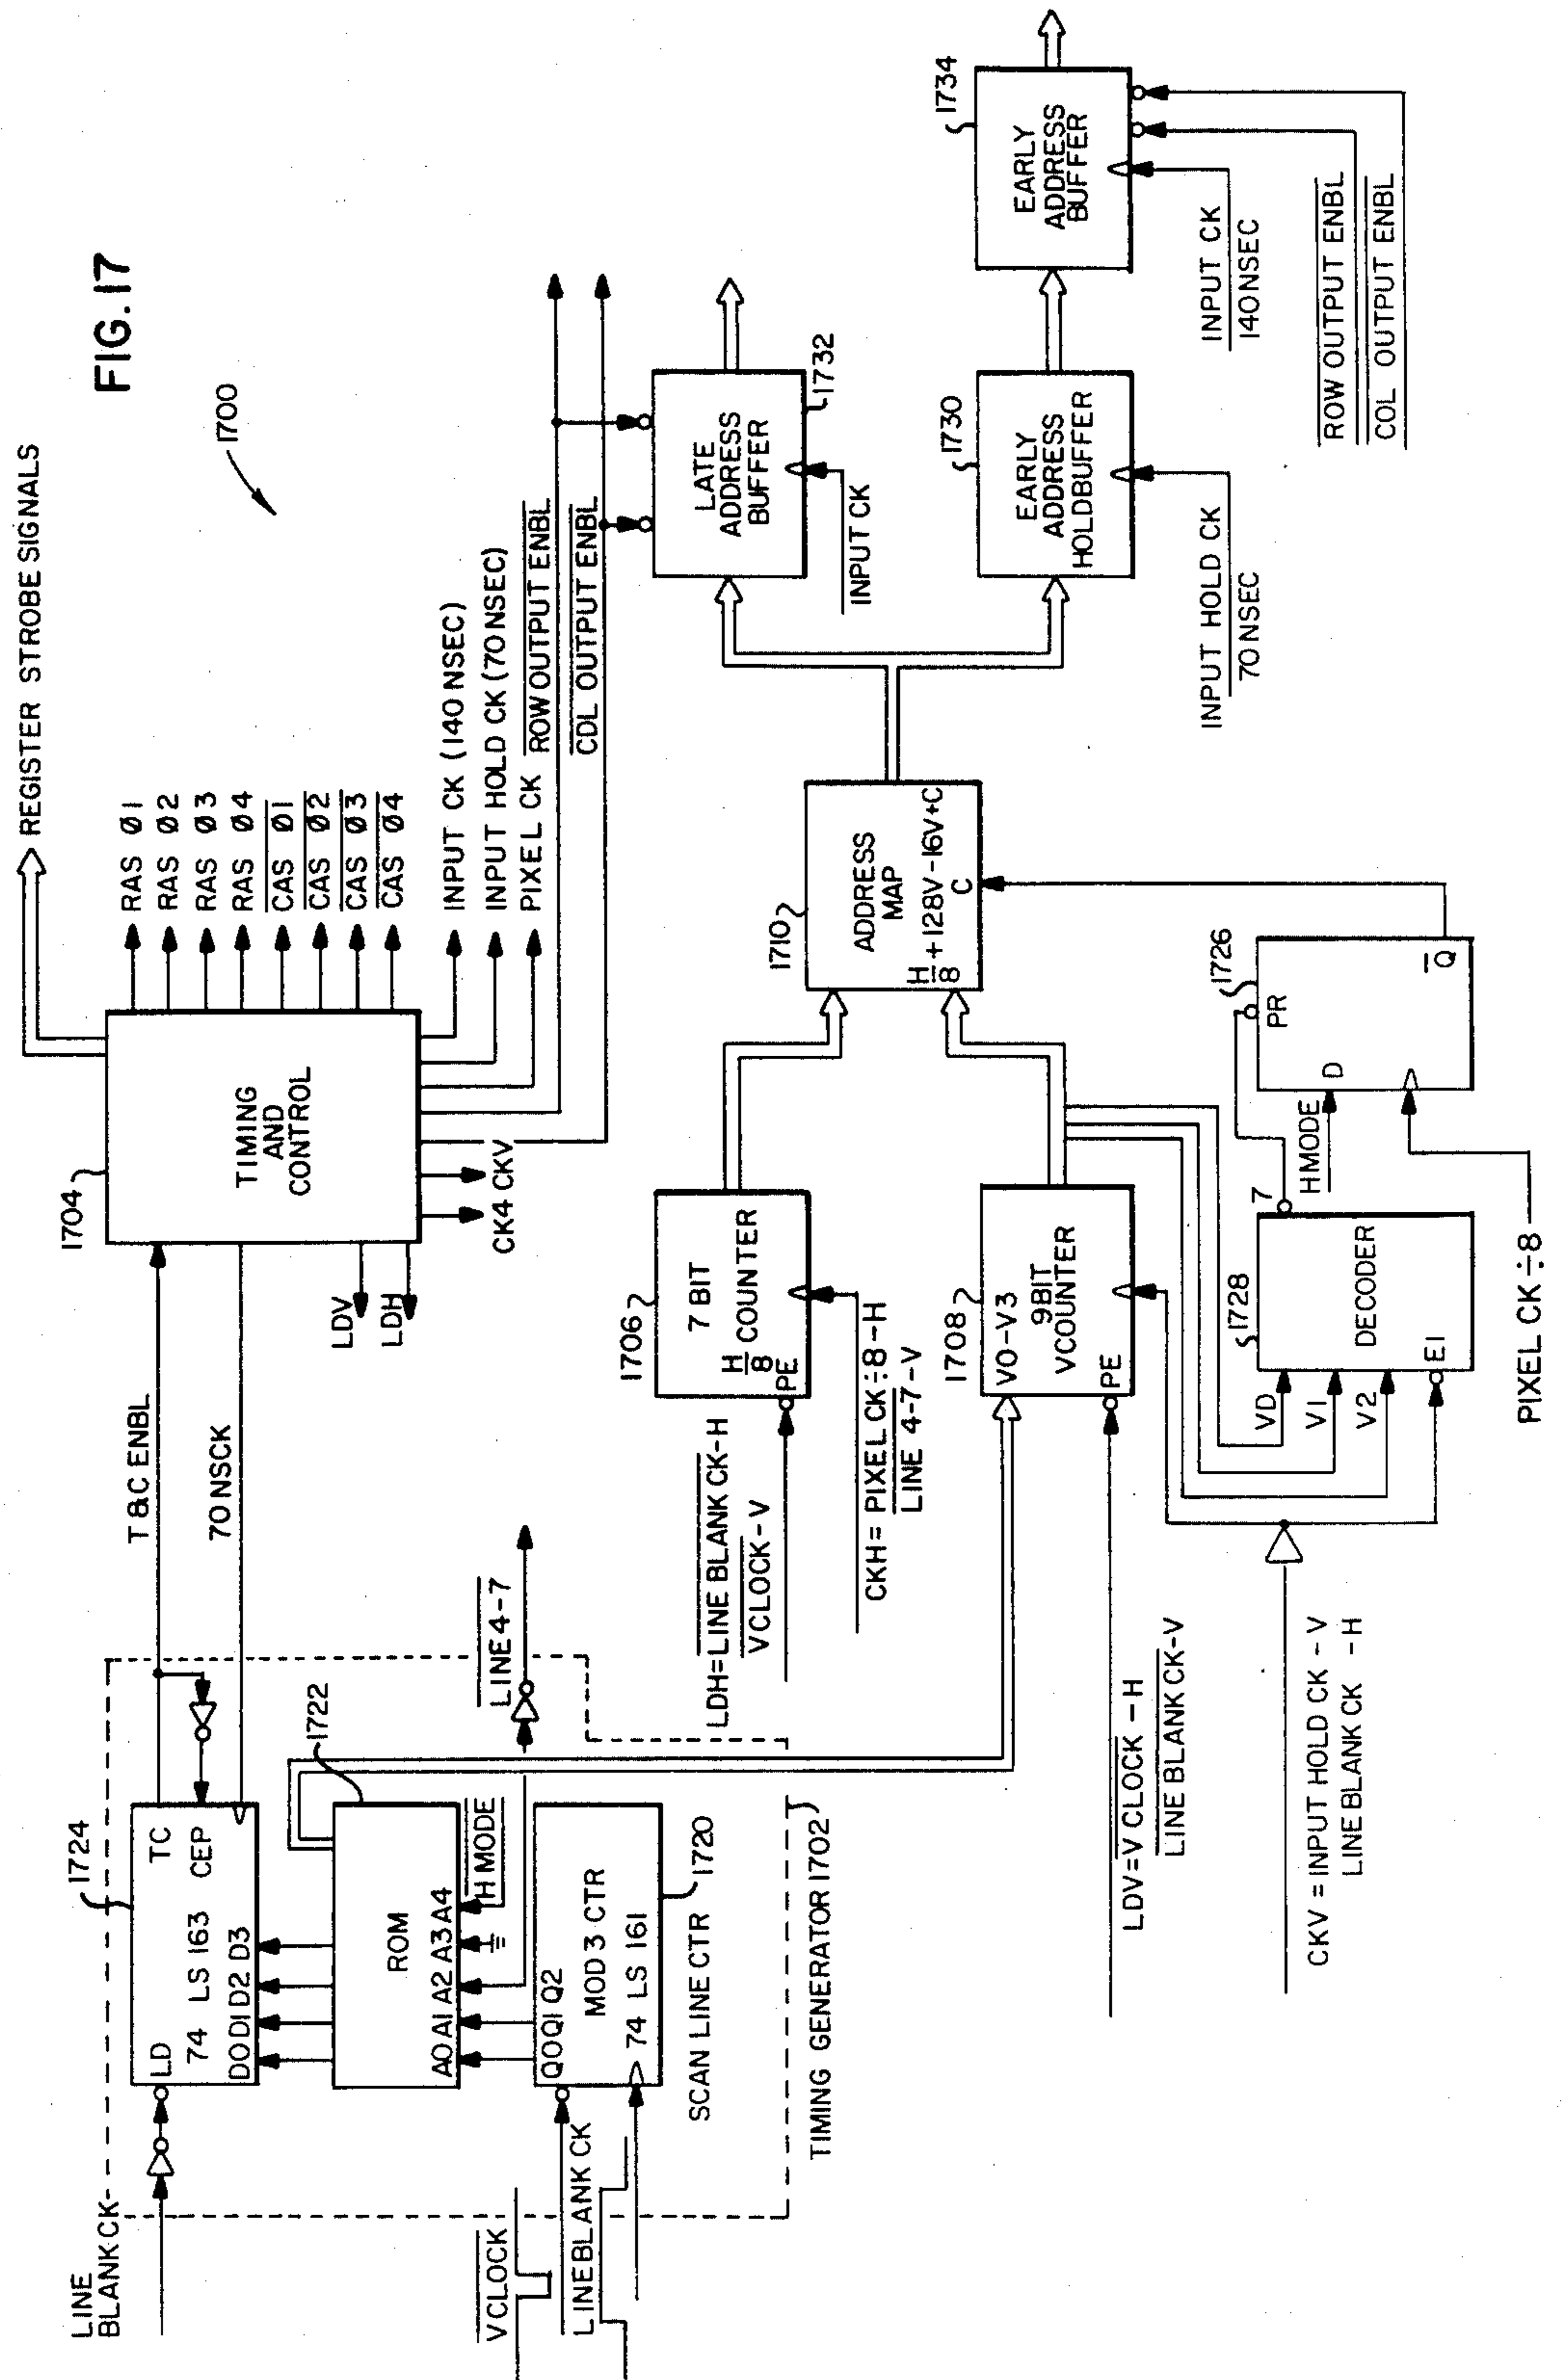 FIG.17
1700
REGISTER STROBE SIGNALS
1704
TIMING
AND
CONTROL
RAS Ø1
RAS Ø2
RAS Ø3
RAS Ø4
CAS Ø1
CAS Ø2
CAS Ø3
CAS Ø4
INPUT CK (140 NSEC)
INPUT HOLD CK (70 NSEC)
PIXEL CK
ROW OUTPUT ENBL
CDL OUTPUT ENBL
CK4
CKV
LDV
LDH
T&C ENBL
70NSCK
LINE
BLANK CK
1724
LD
TC
74 LS 163
CEP
D0 D1 D2 D3
1722
ROM
A0 A1 A2 A3 A4
H MODE
LINE 4-7
Q0 Q1 Q2
MOD 3 CTR
74 LS 161
1720
SCAN LINE CTR
VCLOCK
LINE BLANK CK
TIMING GENERATOR 1702
1706
7 BIT
H/8 COUNTER
PE
LDH=LINE BLANK CK-H
VCLOCK-V
CKH= PIXEL CK÷8-H
LINE 4-7-V
1708
V0-V3
9BIT
VCOUNTER
PE
LDV=V CLOCK -H
LINE BLANK CK-V
CKV = INPUT HOLD CK - V
LINE BLANK CK -H
1728
VD
V1
V2
DECODER
E1
7
1726
PR
HMODE
D
Q
PIXEL CK÷8
1710
ADDRESS
MAP
H/8 +128V-16V+C
C
LATE
ADDRESS
BUFFER
1732
INPUT CK
1730
EARLY
ADDRESS
HOLDBUFFER
INPUT HOLD CK
70 NSEC
1734
EARLY
ADDRESS
BUFFER
INPUT CK
140NSEC
ROW OUTPUT ENBL
COL OUTPUT ENBL